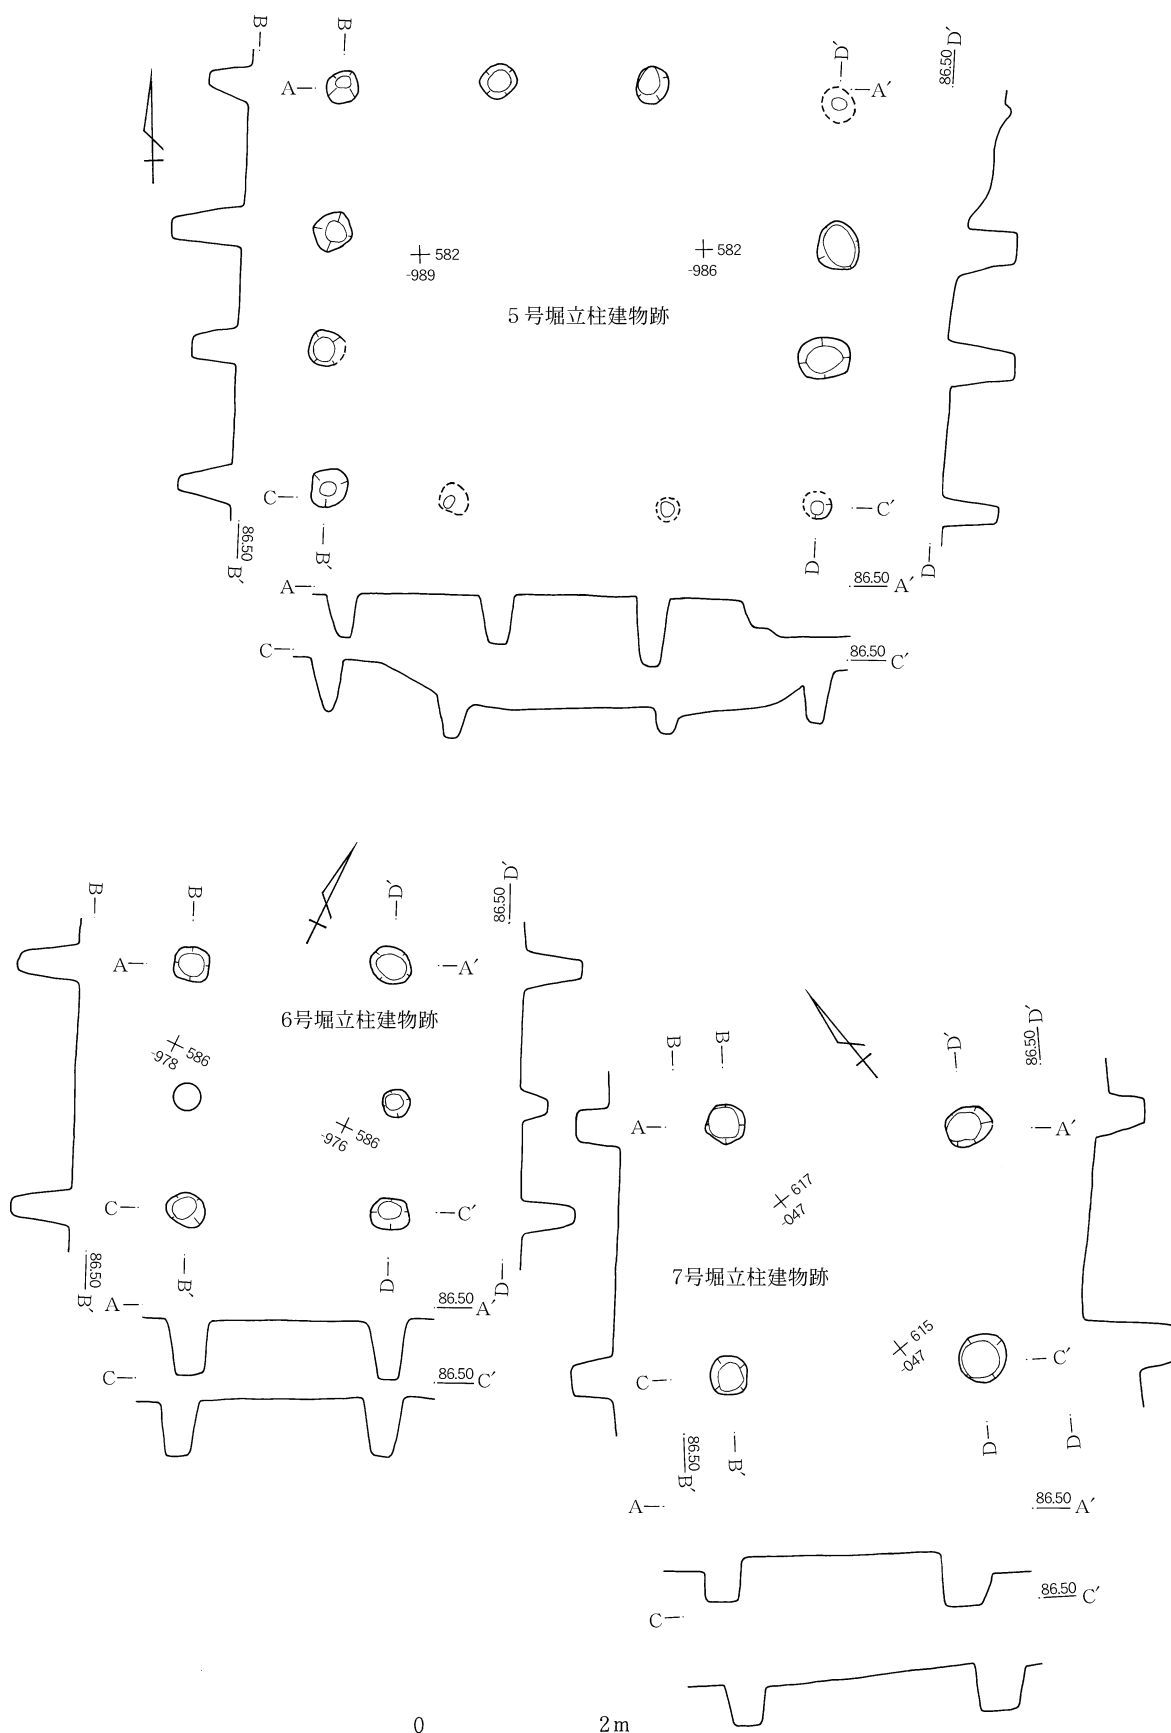 B— B— D´— 86.50 D´
A— —A´
582
-989
582
-986
5号堀立柱建物跡
C— —C´
86.50 B´ B´ D— D—
A— 86.50 A´
C— 86.50 C´
B— B— D´— 86.50 D´
A— —A´
6号堀立柱建物跡
586
-978
586
-976
C— —C´
86.50 B´ B´ D— D—
A— 86.50 A´
C— 86.50 C´
B— B— D´— 86.50 D´
A— —A´
617
-047
7号堀立柱建物跡
615
-047
C— —C´
86.50 B´ B´ D— D—
A— 86.50 A´
86.50 C´
C—
0 2m